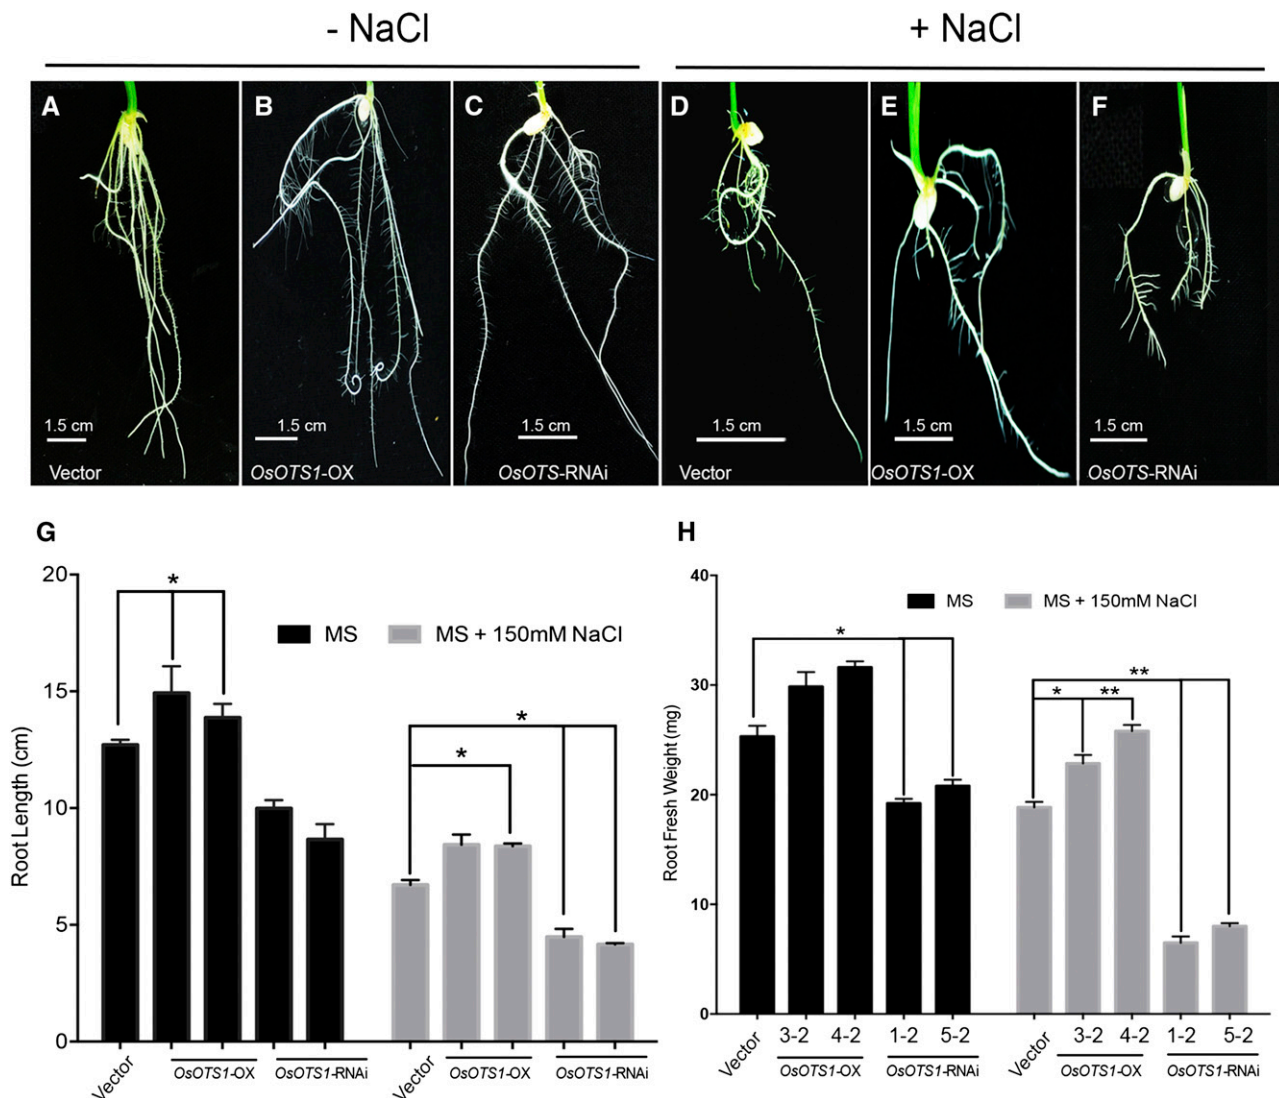 - NaCl
+ NaCl
A
B
C
D
E
F
1.5 cm
1.5 cm
1.5 cm
1.5 cm
1.5 cm
1.5 cm
Vector
OsOTS1-OX
OsOTS-RNAi
Vector
OsOTS1-OX
OsOTS-RNAi
G
20
15
10
5
0
Root Length (cm)
*
MS
MS + 150mM NaCl
*
*
Vector
OsOTS1-OX
OsOTS1-RNAi
Vector
OsOTS1-OX
OsOTS1-RNAi
H
40
30
20
10
0
Root Fresh Weight (mg)
MS
MS + 150mM NaCl
*
**
*
**
Vector
3-2
4-2
1-2
5-2
OsOTS1-OX
OsOTS1-RNAi
Vector
3-2
4-2
1-2
5-2
OsOTS1-OX
OsOTS1-RNAi